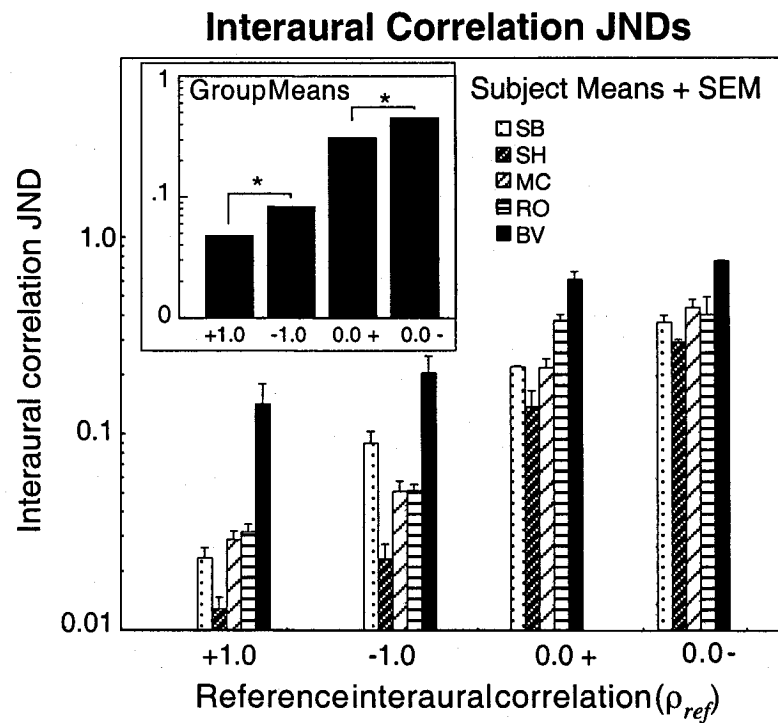 Interaural Correlation JNDs
GroupMeans
1
.1
0
*
*
+1.0 -1.0 0.0 + 0.0 -
Subject Means + SEM
SB
SH
MC
RO
BV
Interaural correlation JND
1.0
0.1
0.01
+1.0 -1.0 0.0 + 0.0 -
Referenceinterauralcorrelation(ρref)